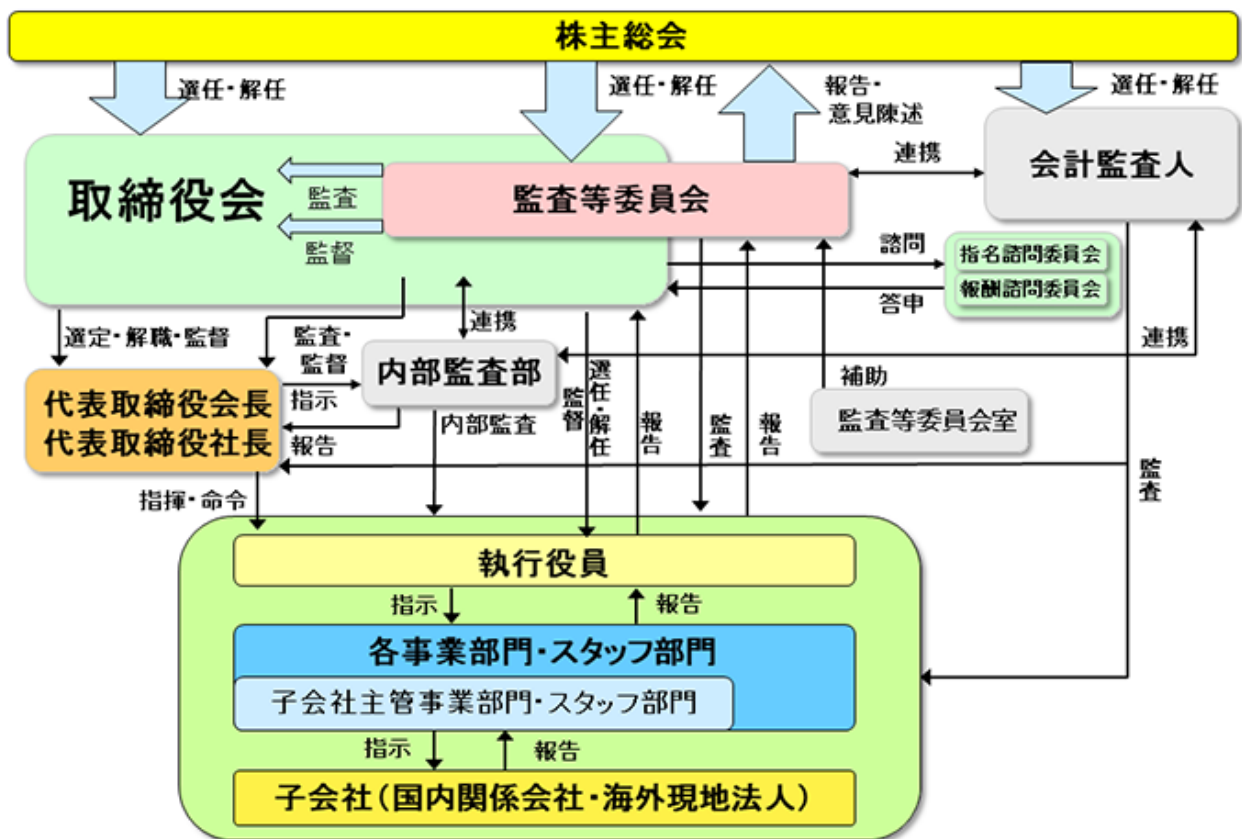 株主総会
選任・解任
選任・解任
報告・
意見陳述
選任・解任
取締役会
監査
監督
監査等委員会
連携
会計監査人
諮問
答申
指名諮問委員会
報酬諮問委員会
選定・解職・監督
監査・
監督
連携
連携
代表取締役会長
代表取締役社長
指示
報告
内部監査部
内部監査
監督
選任・解任
報告
監査
報告
補助
監査等委員会室
監査
指揮・命令
執行役員
指示
報告
各事業部門・スタッフ部門
子会社主管事業部門・スタッフ部門
指示
報告
子会社（国内関係会社・海外現地法人）